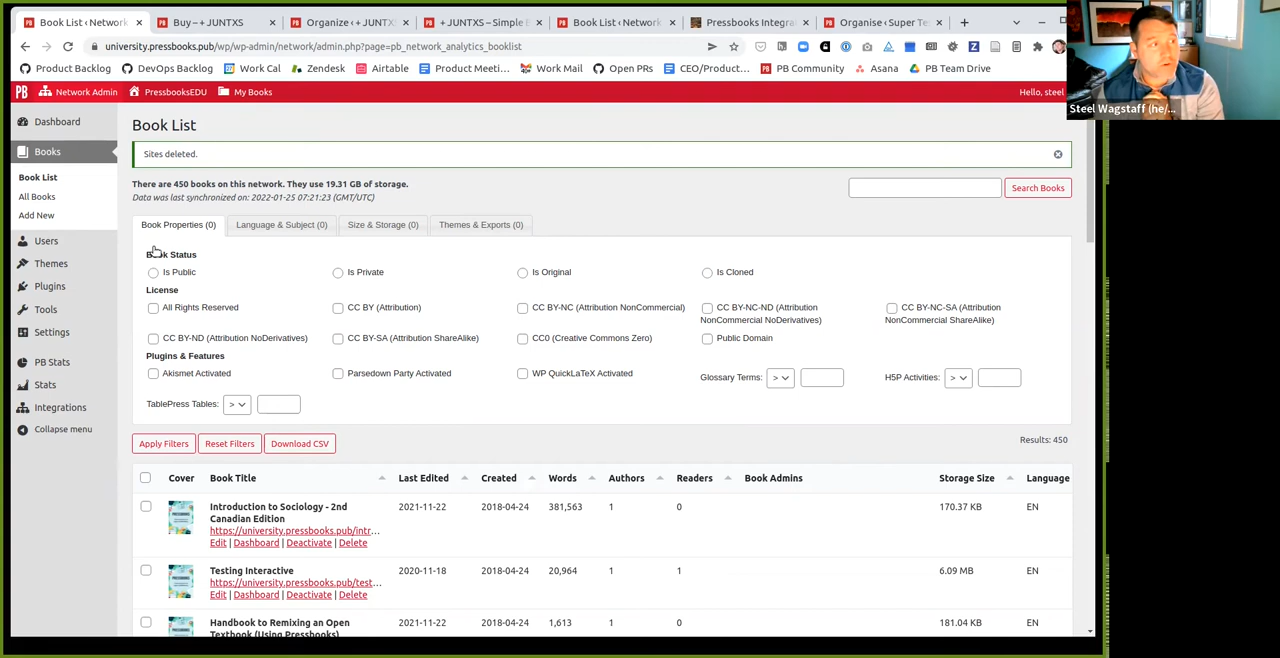 Book List ‹ Network
Buy – + JUNTXS
Organize ‹ + JUNTX
+ JUNTXS – Simple B
Book List ‹ Network
Pressbooks Integra
Organise ‹ Super Te
university.pressbooks.pub/wp/wp-admin/network/admin.php?page=pb_network_analytics_booklist
Product Backlog
DevOps Backlog
Work Cal
Zendesk
Airtable
Product Meeti...
Work Mail
Open PRs
CEO/Product...
PB Community
Asana
PB Team Drive
Steel Wagstaff (he/...
PB
Network Admin
PressbooksEDU
My Books
Hello, steel
Dashboard
Books
Book List
All Books
Add New
Users
Themes
Plugins
Tools
Settings
PB Stats
Stats
Integrations
Collapse menu
Book List
Sites deleted.
There are 450 books on this network. They use 19.31 GB of storage.
Data was last synchronized on: 2022-01-25 07:21:23 (GMT/UTC)
Search Books
Book Properties (0)
Language & Subject (0)
Size & Storage (0)
Themes & Exports (0)
Book Status
Is Public
Is Private
Is Original
Is Cloned
License
All Rights Reserved
CC BY (Attribution)
CC BY-NC (Attribution NonCommercial)
CC BY-NC-ND (Attribution
NonCommercial NoDerivatives)
CC BY-NC-SA (Attribution
NonCommercial ShareAlike)
CC BY-ND (Attribution NoDerivatives)
CC BY-SA (Attribution ShareAlike)
CC0 (Creative Commons Zero)
Public Domain
Plugins & Features
Akismet Activated
Parsedown Party Activated
WP QuickLaTeX Activated
Glossary Terms: >
H5P Activities: >
TablePress Tables: >
Apply Filters
Reset Filters
Download CSV
Results: 450
Cover
Book Title
Last Edited
Created
Words
Authors
Readers
Book Admins
Storage Size
Language
Introduction to Sociology - 2nd
Canadian Edition
https://university.pressbooks.pub/intr...
Edit | Dashboard | Deactivate | Delete
2021-11-22
2018-04-24
381,563
1
0
170.37 KB
EN
Testing Interactive
https://university.pressbooks.pub/test...
Edit | Dashboard | Deactivate | Delete
2020-11-18
2018-04-24
20,964
1
1
6.09 MB
EN
Handbook to Remixing an Open
Textbook (Using Pressbooks)
2021-11-22
2018-04-24
1,613
1
0
181.04 KB
EN